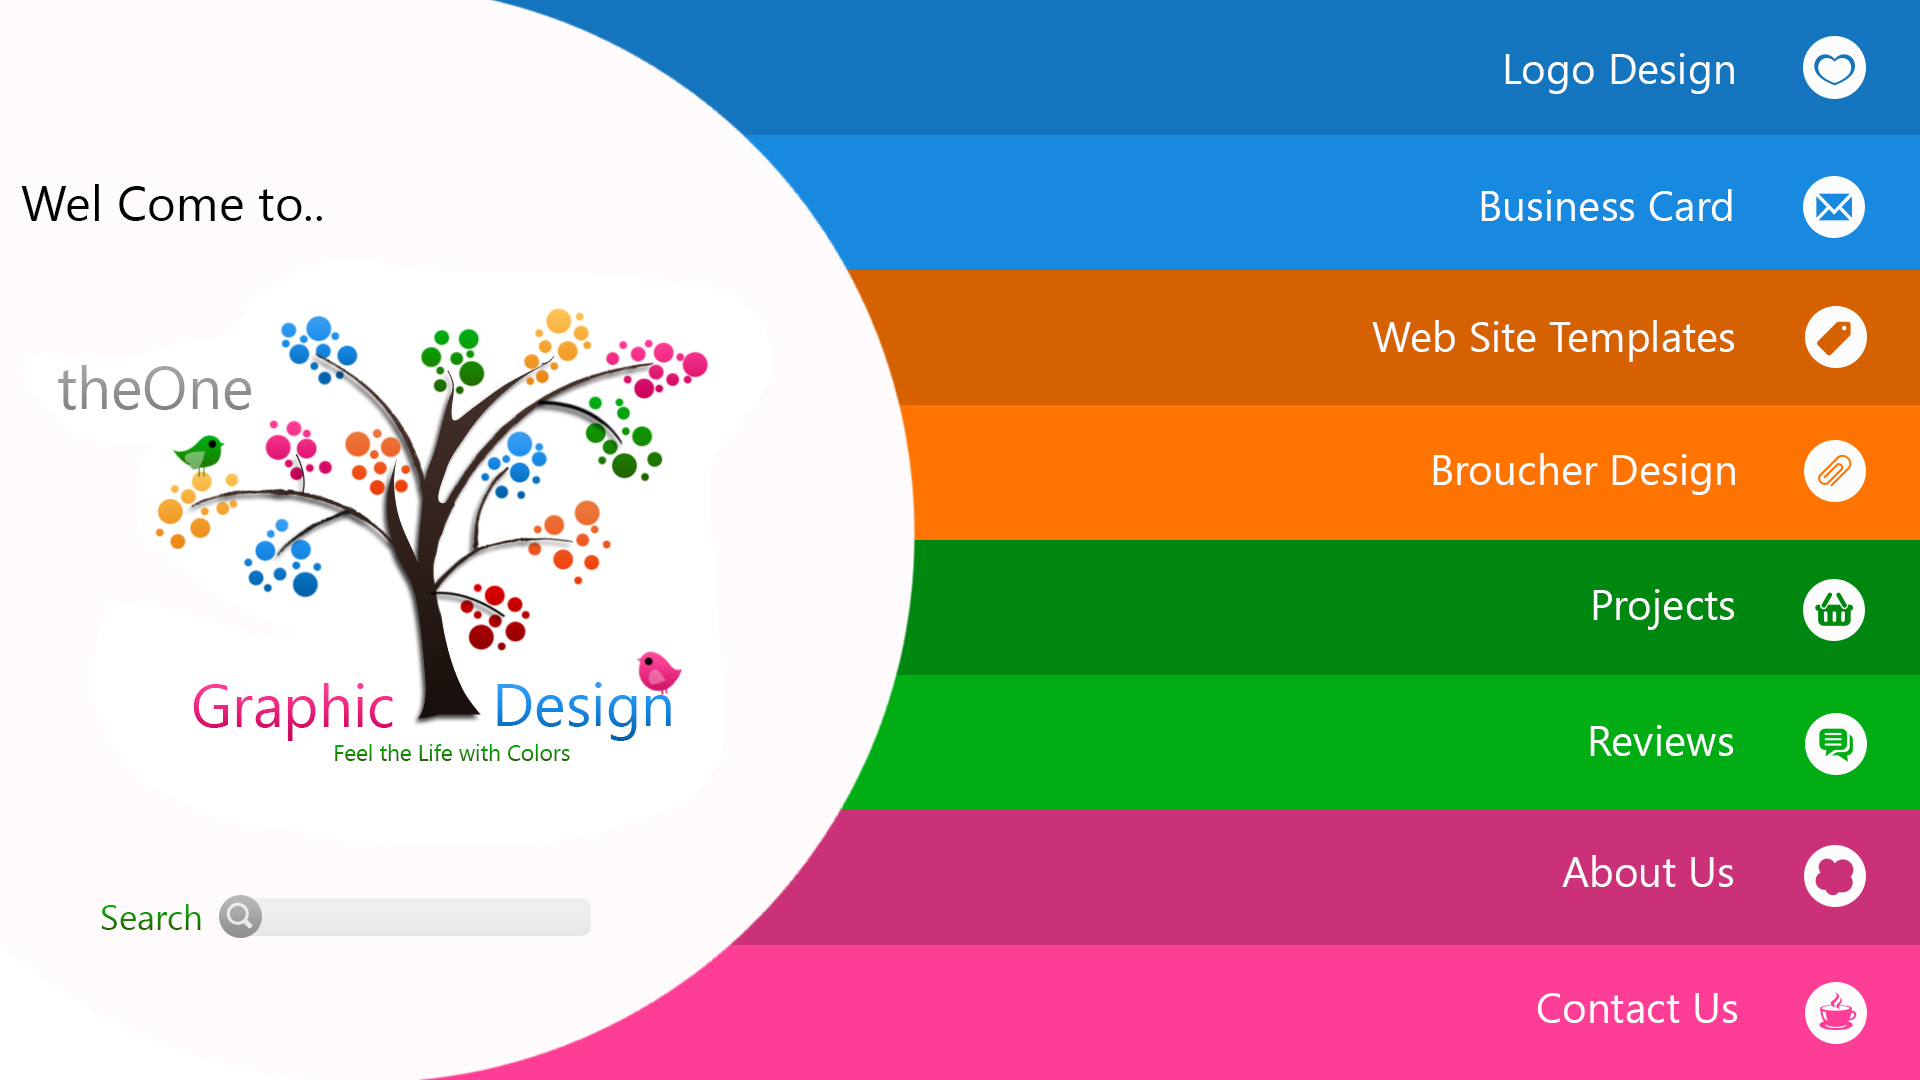 Wel Come to..
theOne
Graphic Design
Feel the Life with Colors
Search
Logo Design
Business Card
Web Site Templates
Broucher Design
Projects
Reviews
About Us
Contact Us